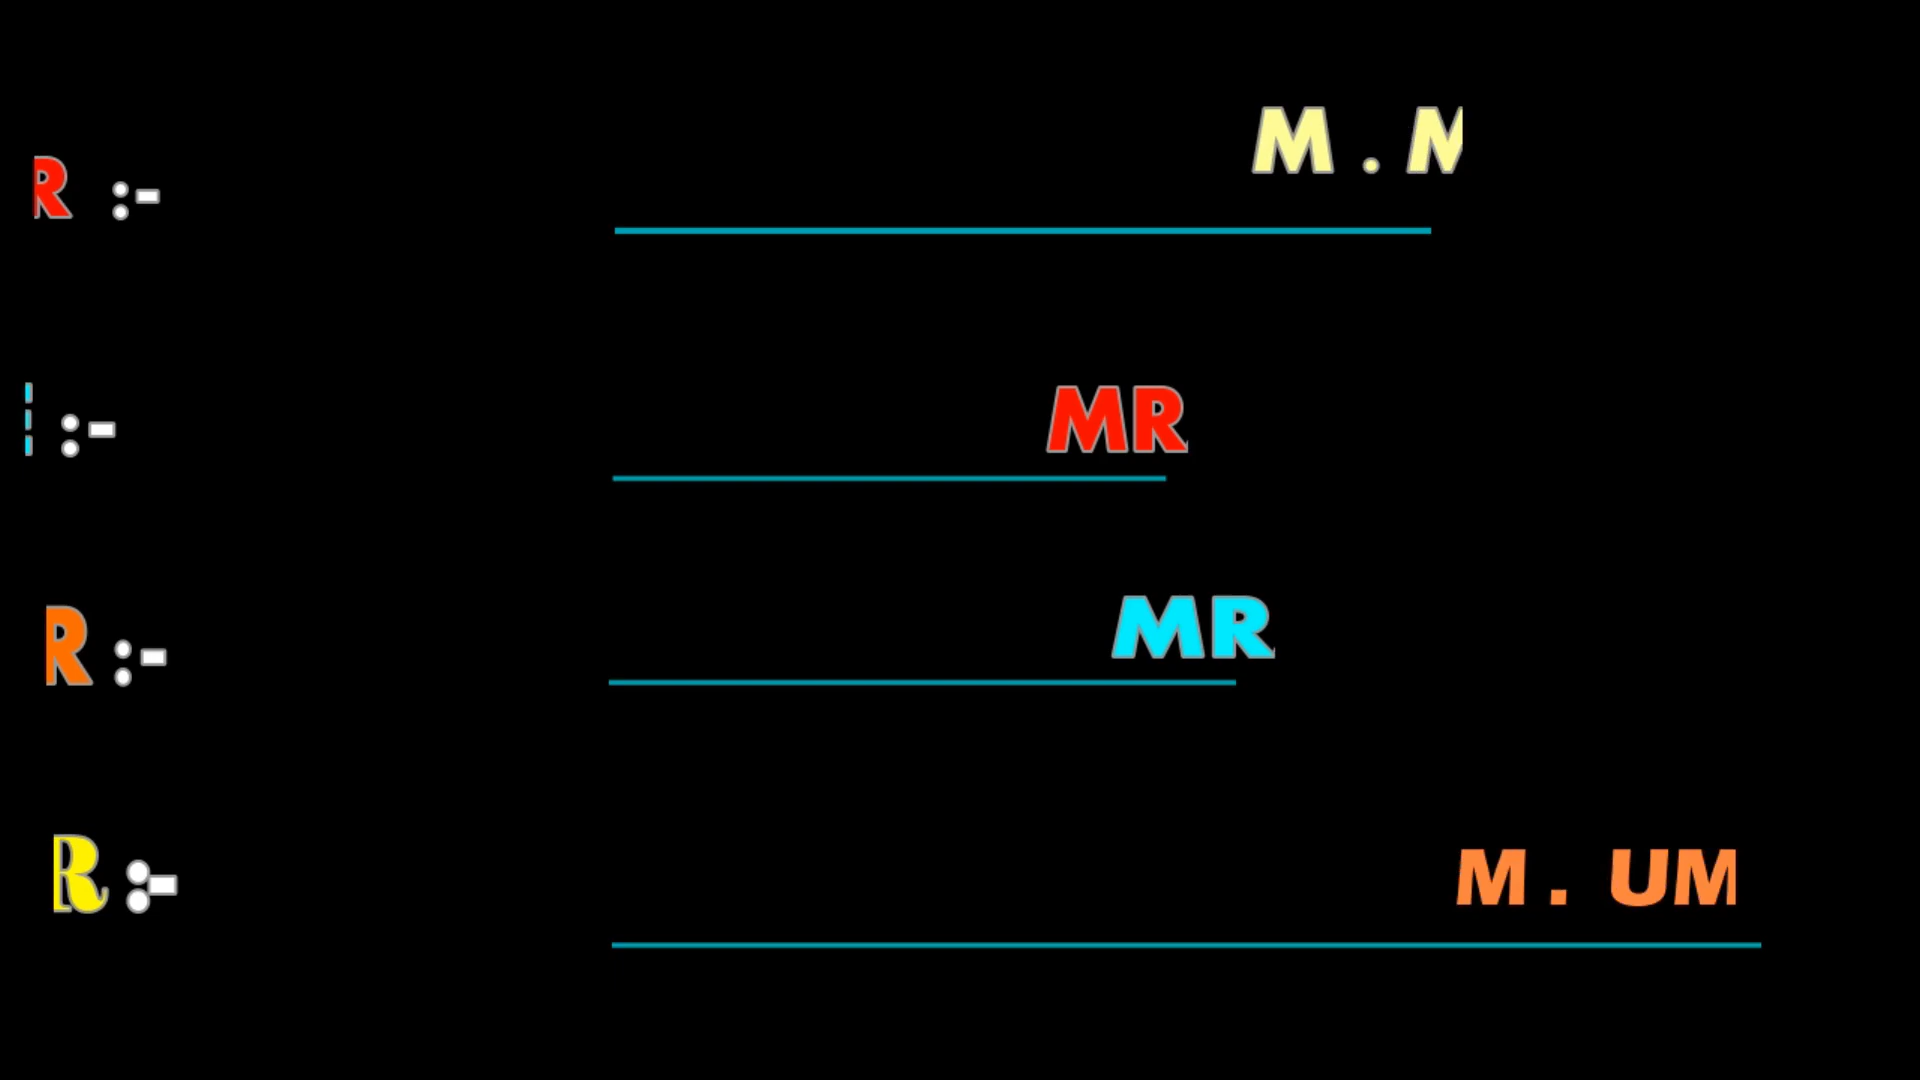 R :- M . M
:- MR
R :- MR
R :- M . UM